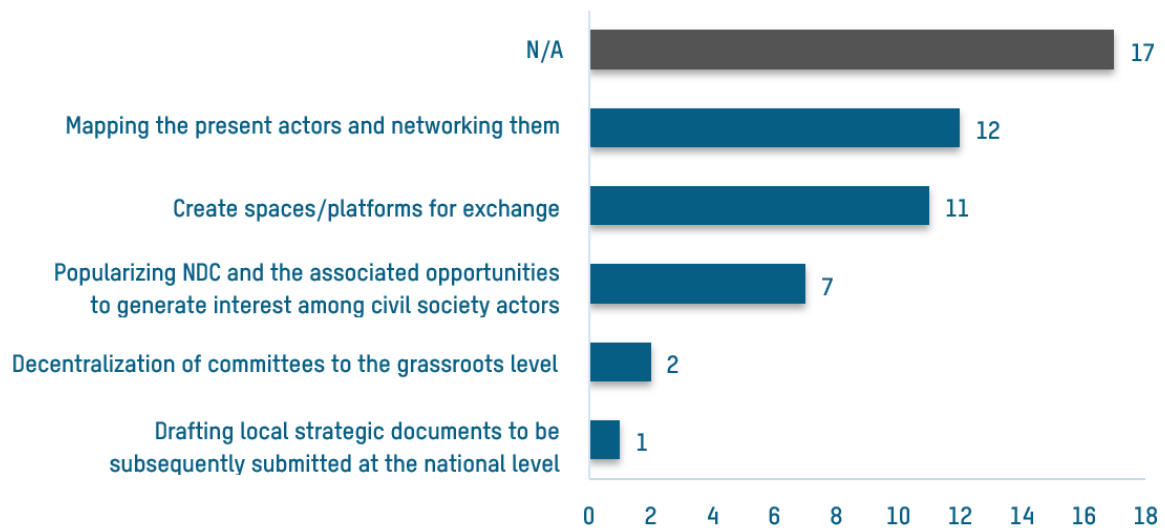 N/A
17
Mapping the present actors and networking them
12
Create spaces/platforms for exchange
11
Popularizing NDC and the associated opportunities
to generate interest among civil society actors
7
Decentralization of committees to the grassroots level
2
Drafting local strategic documents to be
subsequently submitted at the national level
1
0 2 4 6 8 10 12 14 16 18